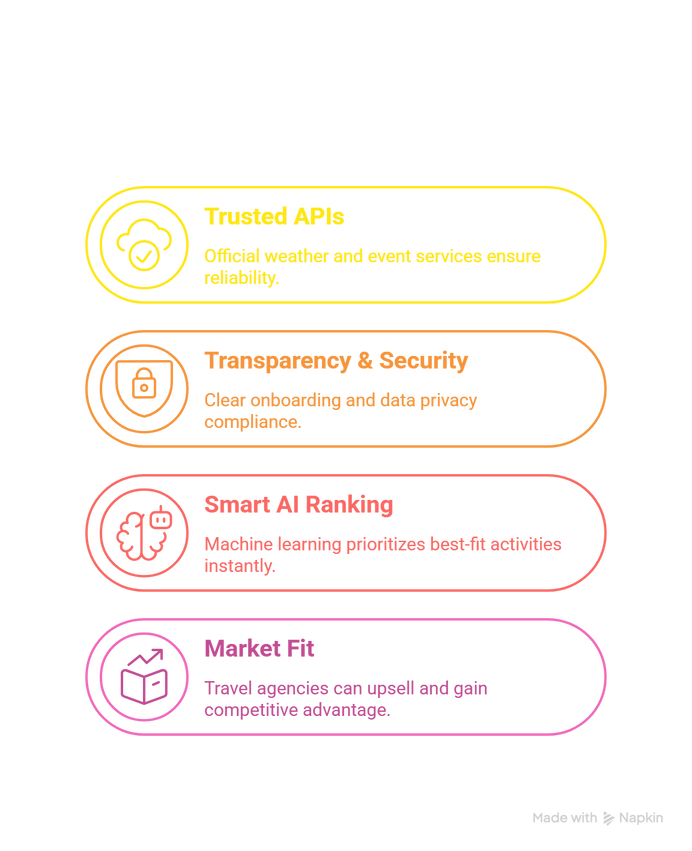 Trusted APIs
Official weather and event services ensure
reliability.
Transparency & Security
Clear onboarding and data privacy
compliance.
Smart AI Ranking
Machine learning prioritizes best-fit activities
instantly.
Market Fit
Travel agencies can upsell and gain
competitive advantage.
Made with Napkin